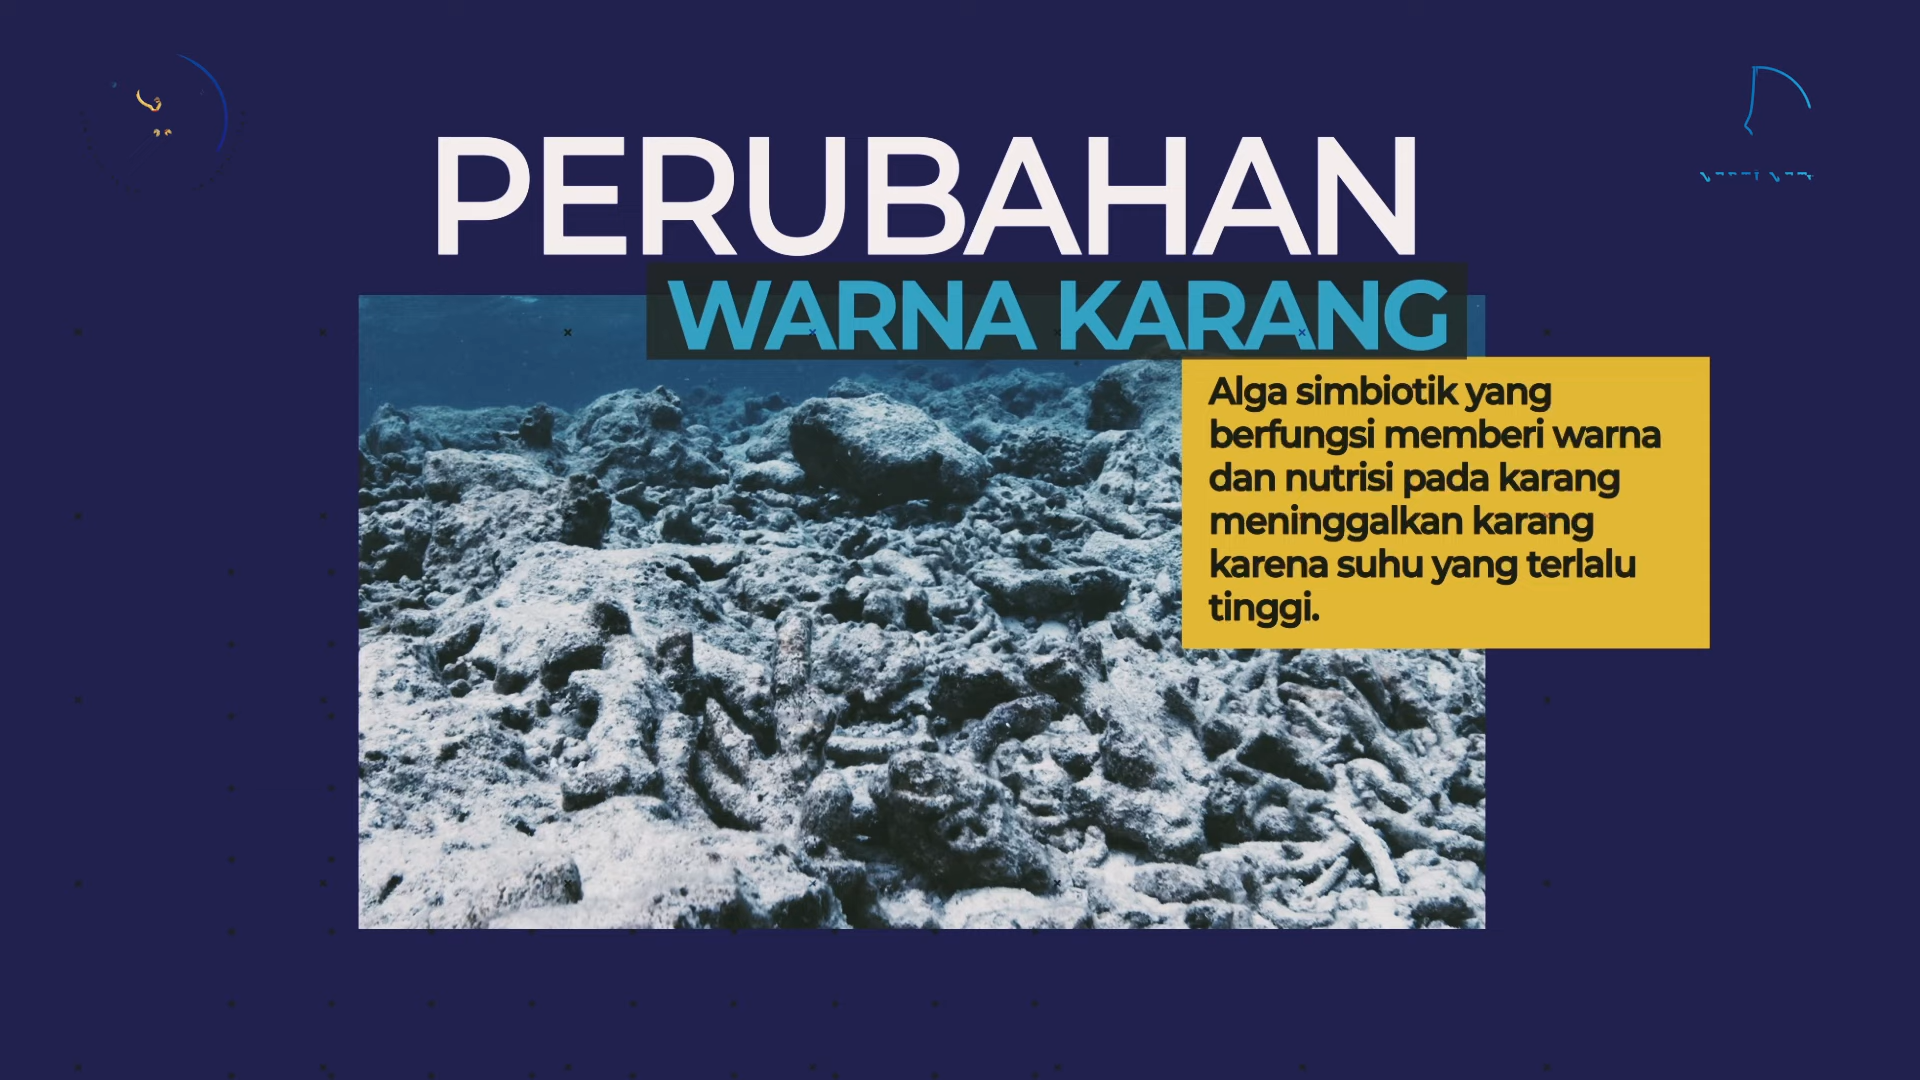 PERUBAHAN
WARNA KARANG
Alga simbiotik yang
berfungsi memberi warna
dan nutrisi pada karang
meninggalkan karang
karena suhu yang terlalu
tinggi.